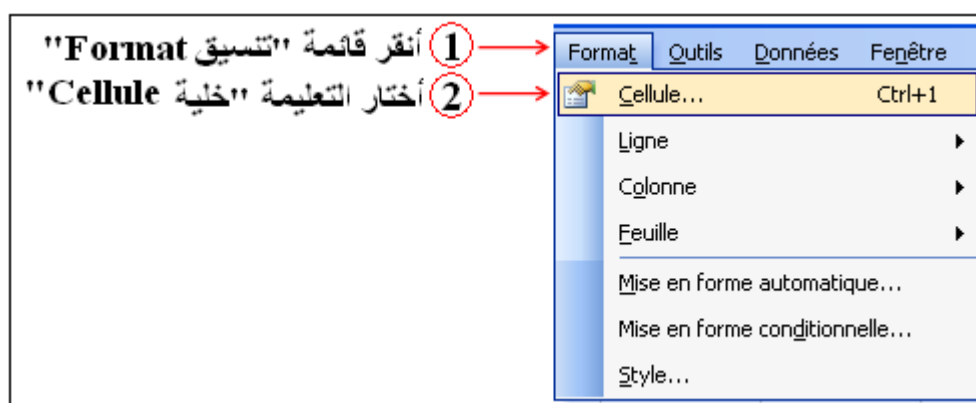 1 أنقر قائمة "تنسيق Format"
2 أختار التعليمة "خلية Cellule"
Format Outils Données Fenêtre
Cellule... Ctrl+1
Ligne
Colonne
Feuille
Mise en forme automatique...
Mise en forme conditionnelle...
Style...